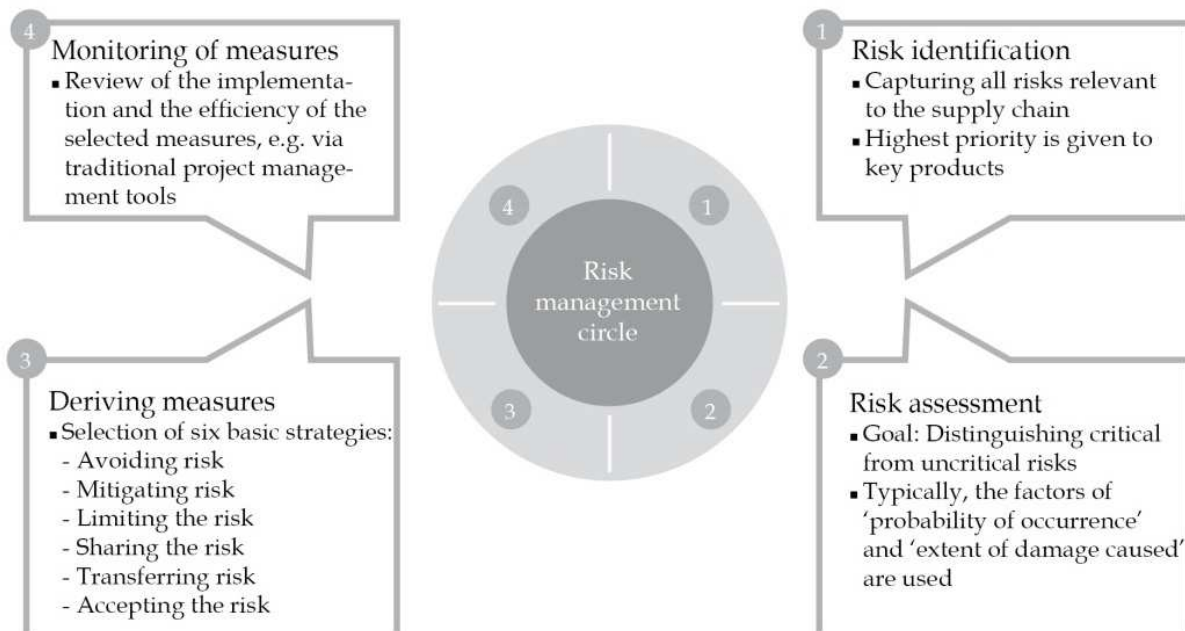 4
Monitoring of measures
▪ Review of the implementa-
tion and the efficiency of the
selected measures, e.g. via
traditional project manage-
ment tools
1
Risk identification
▪ Capturing all risks relevant
to the supply chain
▪ Highest priority is given to
key products
4
1
Risk
management
circle
3
2
3
Deriving measures
▪ Selection of six basic strategies:
- Avoiding risk
- Mitigating risk
- Limiting the risk
- Sharing the risk
- Transferring risk
- Accepting the risk
2
Risk assessment
▪ Goal: Distinguishing critical
from uncritical risks
▪ Typically, the factors of
‘probability of occurrence’
and ‘extent of damage caused’
are used